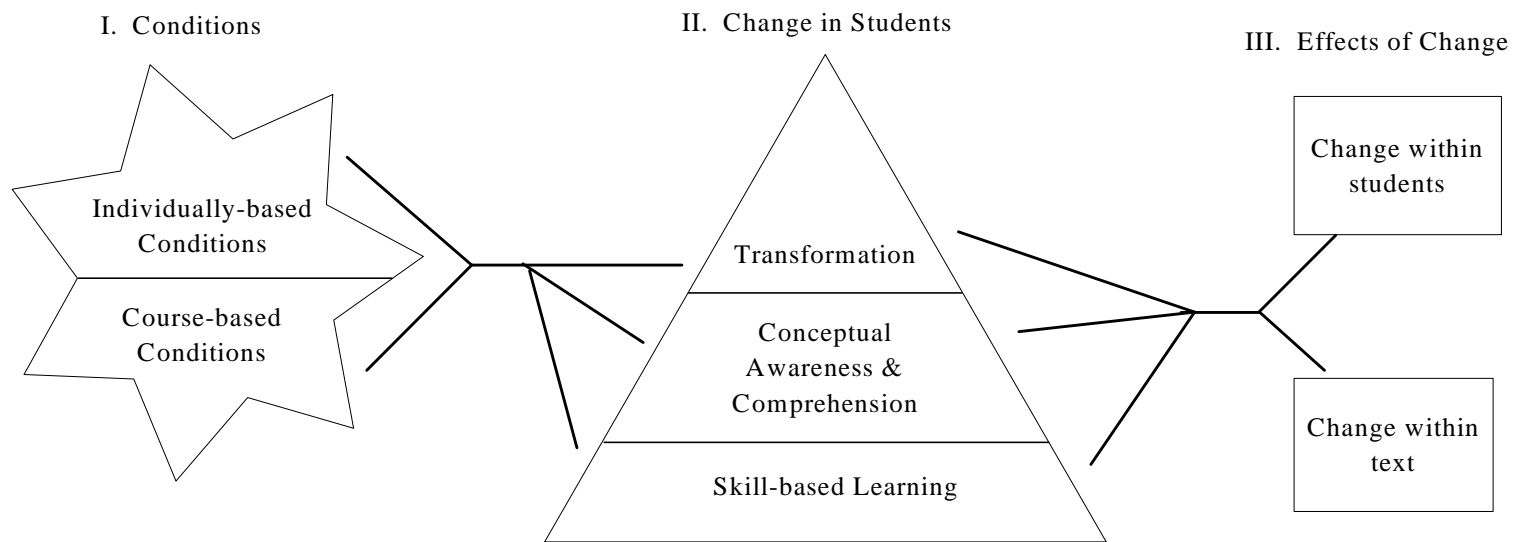 I. Conditions
Individually-based
Conditions
Course-based
Conditions
II. Change in Students
Transformation
Conceptual
Awareness &
Comprehension
Skill-based Learning
III. Effects of Change
Change within
students
Change within
text